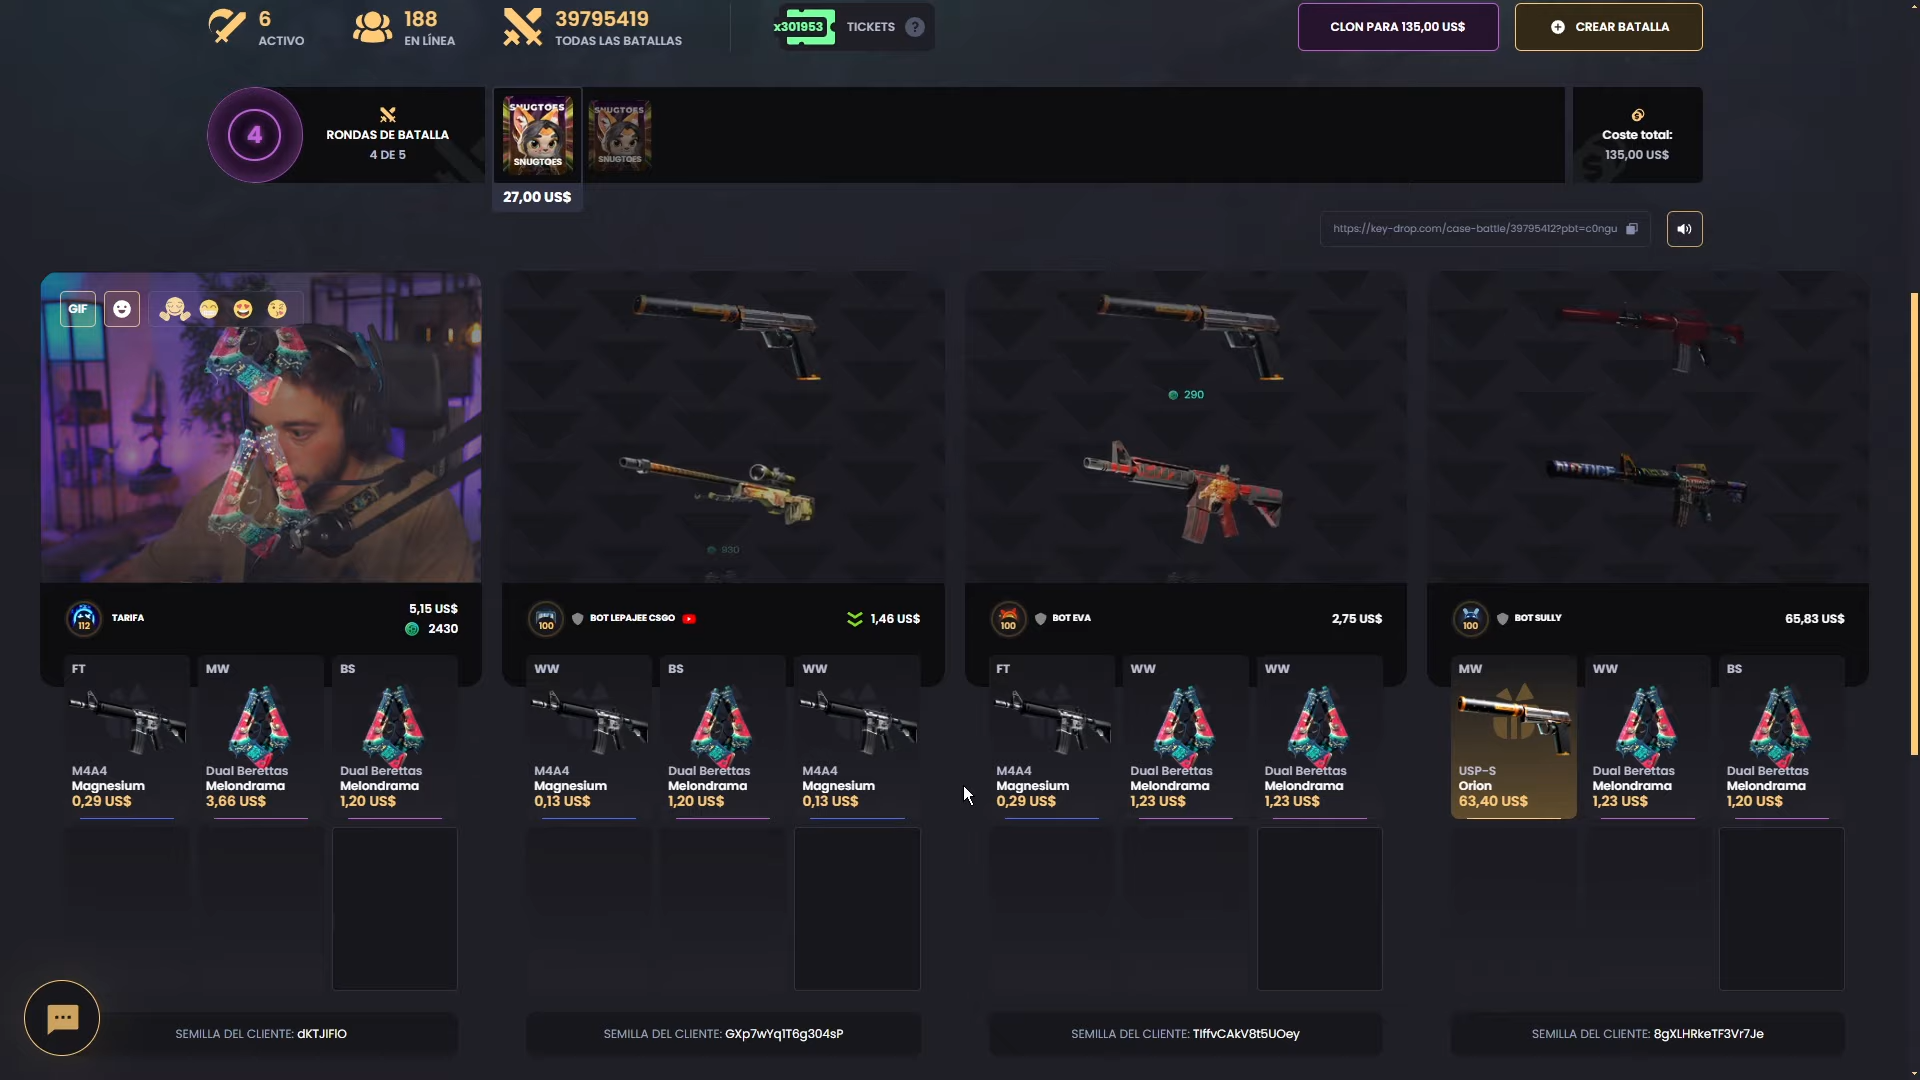 6
ACTIVO
188
EN LÍNEA
39795419
TODAS LAS BATALLAS
x301953
TICKETS
?
CLON PARA 135,00 US$
CREAR BATALLA
4
RONDAS DE BATALLA
4 DE 5
SNUGTOES
SNUGTOES
SNUGTOES
SNUGTOES
Coste total:
135,00 US$
27,00 US$
https://key-drop.com/case-battle/39795412?pbt=c0ngu
GIF
290
930
112
TARIFA
5,15 US$
2430
100
BOT LEPAJEE CSGO
1,46 US$
100
BOT EVA
2,75 US$
100
BOT SULLY
65,83 US$
FT
M4A4
Magnesium
0,29 US$
MW
Dual Berettas
Melondrama
3,66 US$
BS
Dual Berettas
Melondrama
1,20 US$
WW
M4A4
Magnesium
0,13 US$
BS
Dual Berettas
Melondrama
1,20 US$
WW
M4A4
Magnesium
0,13 US$
FT
M4A4
Magnesium
0,29 US$
WW
Dual Berettas
Melondrama
1,23 US$
WW
Dual Berettas
Melondrama
1,23 US$
MW
USP-S
Orion
63,40 US$
WW
Dual Berettas
Melondrama
1,23 US$
BS
Dual Berettas
Melondrama
1,20 US$
SEMILLA DEL CLIENTE: dKTJIFIO
SEMILLA DEL CLIENTE: GXp7wYq1T6g304sP
SEMILLA DEL CLIENTE: TIffvCAkV8t5UOey
SEMILLA DEL CLIENTE: 8gXLHRkeTF3Vr7Je